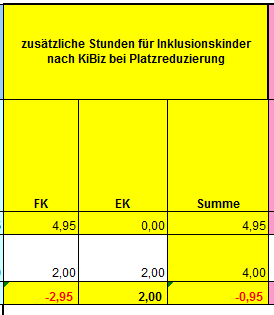 zusätzliche Stunden für Inklusionskinder
nach KiBiz bei Platzreduzierung
FK EK Summe
4,95 0,00 4,95
2,00 2,00 4,00
-2,95 2,00 -0,95